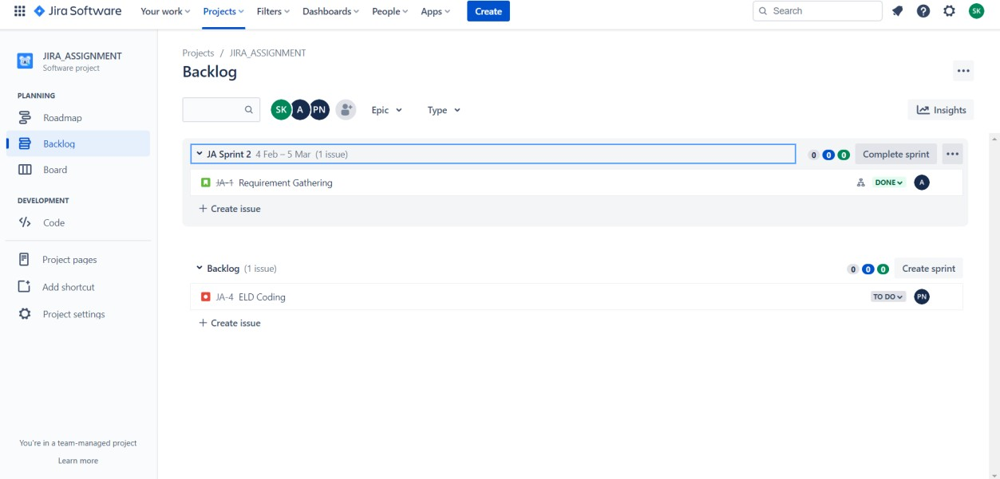 Jira Software Your work Projects Filters Dashboards People Apps Create Search SK
JIRA_ASSIGNMENT
Software project
PLANNING
Roadmap
Backlog
Board
DEVELOPMENT
Code
Project pages
Add shortcut
Project settings
You're in a team-managed project
Learn more
Projects / JIRA_ASSIGNMENT
Backlog
SK A PN Epic Type Insights
JA Sprint 2 4 Feb – 5 Mar (1 issue) 0 0 0 Complete sprint
JA-1 Requirement Gathering DONE A
+ Create issue
Backlog (1 issue) 0 0 0 Create sprint
JA-4 ELD Coding TO DO PN
+ Create issue